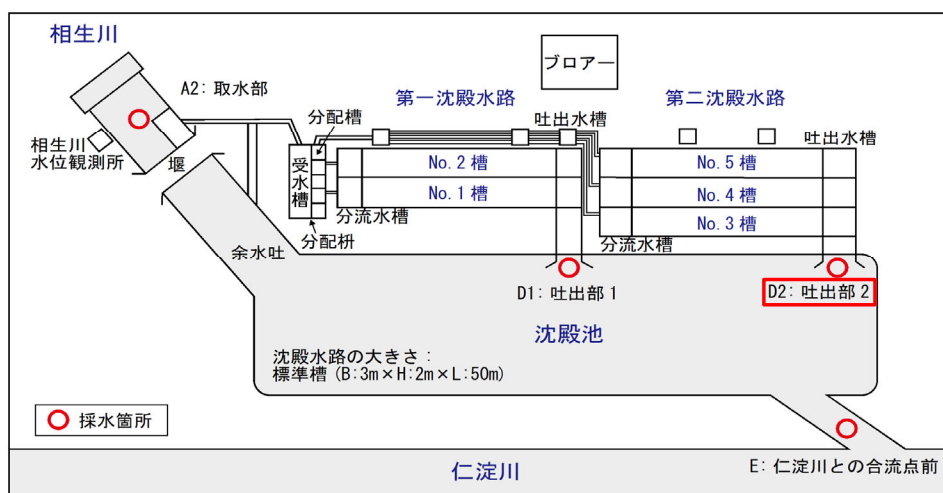 相生川
A2: 取水部
ブロアー
第一沈殿水路
第二沈殿水路
分配槽
吐出水槽
吐出水槽
相生川
水位観測所
堰
受水槽
No. 2 槽
No. 1 槽
No. 5 槽
No. 4 槽
No. 3 槽
分流水槽
分配枡
分流水槽
余水吐
D1: 吐出部 1
D2: 吐出部 2
沈殿池
沈殿水路の大きさ:
標準槽 (B:3m×H:2m×L:50m)
採水箇所
E: 仁淀川との合流点前
仁淀川